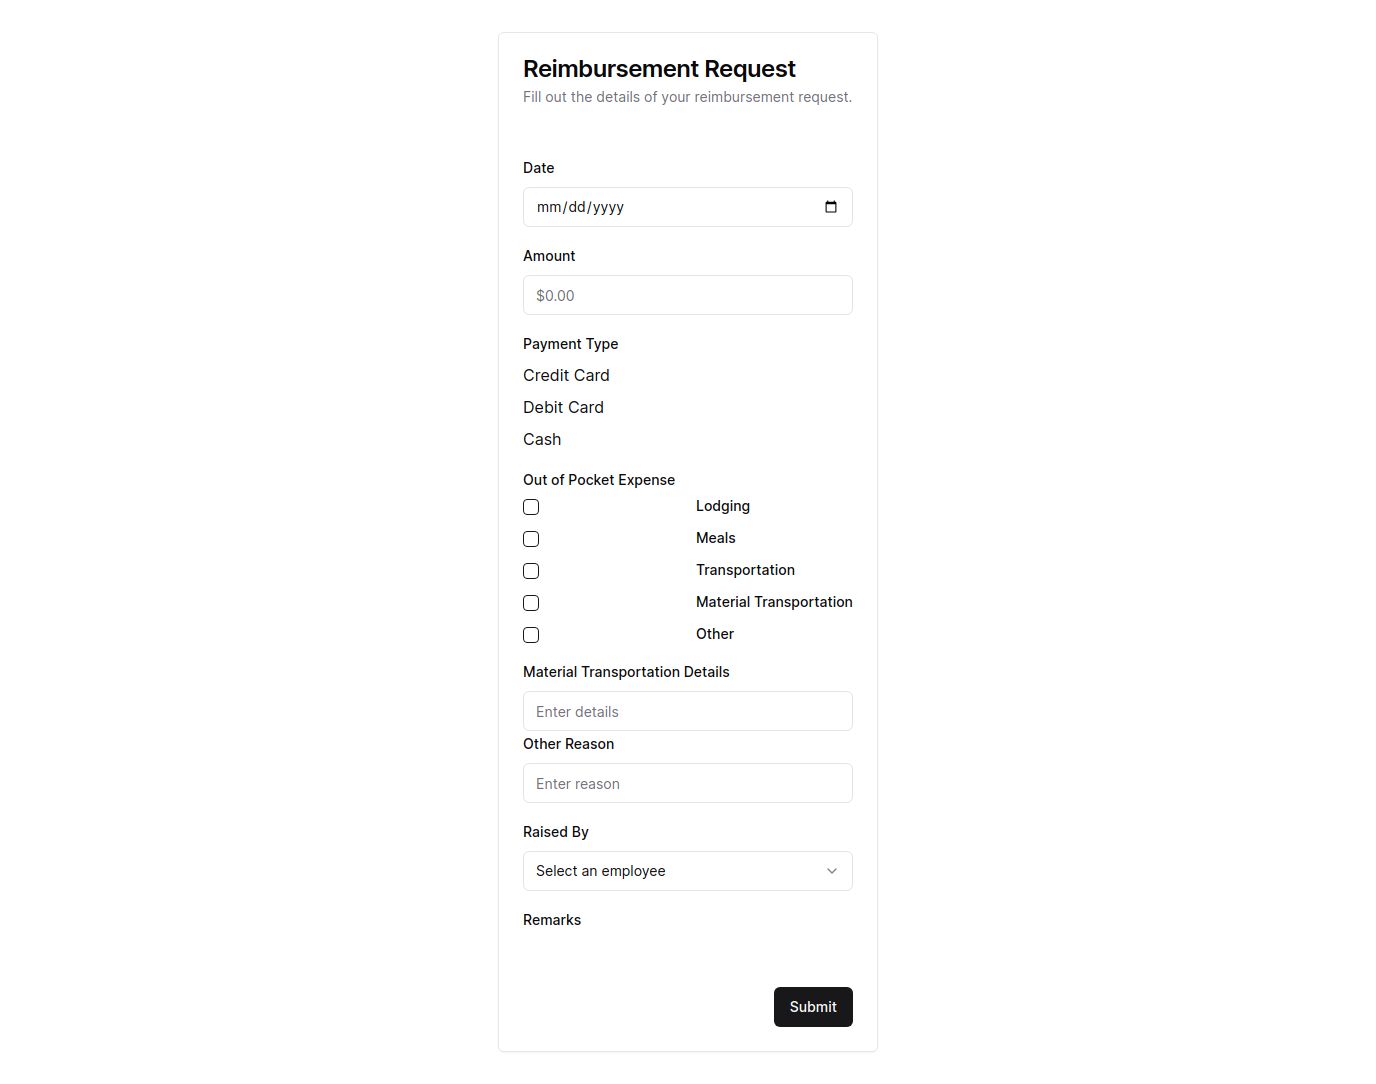 Reimbursement Request
Fill out the details of your reimbursement request.
Date
mm/dd/yyyy
Amount
$0.00
Payment Type
Credit Card
Debit Card
Cash
Out of Pocket Expense
Lodging
Meals
Transportation
Material Transportation
Other
Material Transportation Details
Enter details
Other Reason
Enter reason
Raised By
Select an employee
Remarks
Submit